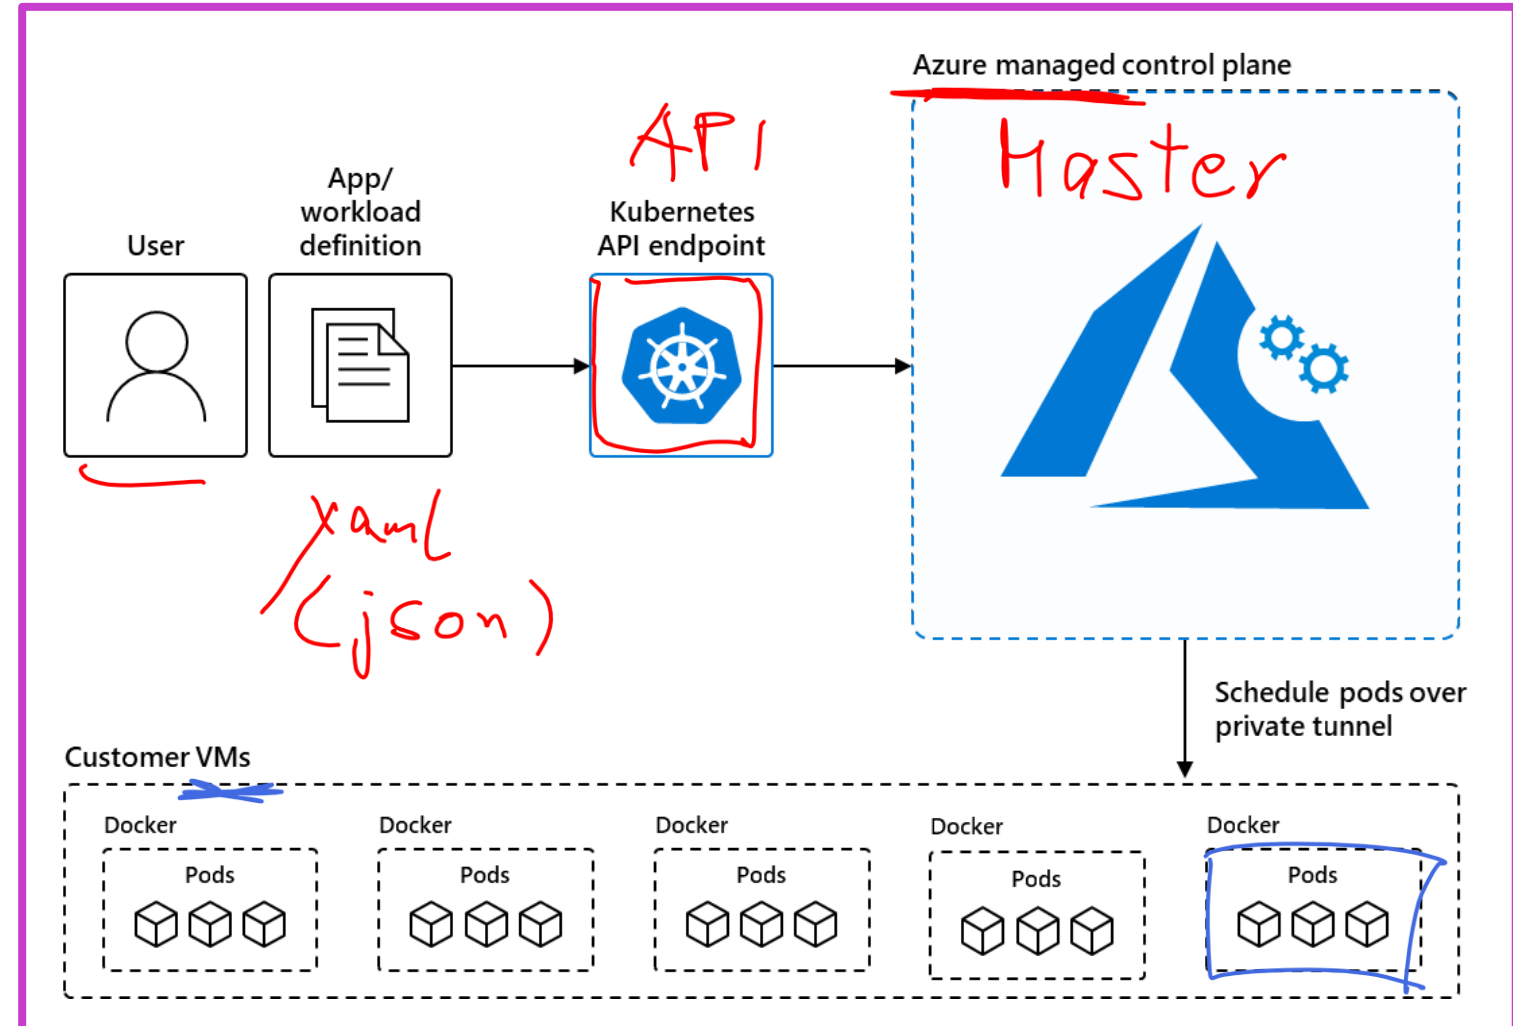 Azure managed control plane
Master
API
App/
workload
definition
Kubernetes
API endpoint
User
xaml
(json)
Schedule pods over
private tunnel
Customer VMs
Docker
Docker
Docker
Docker
Docker
Pods
Pods
Pods
Pods
Pods